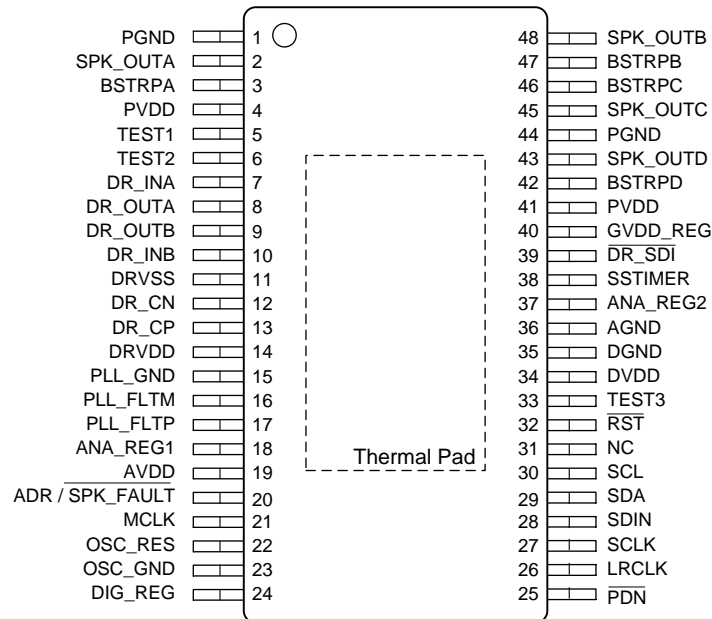 PGND 1 48 SPK_OUTB
SPK_OUTA 2 47 BSTRPB
BSTRPA 3 46 BSTRPC
PVDD 4 45 SPK_OUTC
TEST1 5 44 PGND
TEST2 6 43 SPK_OUTD
DR_INA 7 42 BSTRPD
DR_OUTA 8 41 PVDD
DR_OUTB 9 40 GVDD_REG
DR_INB 10 39 DR_SDI
DRVSS 11 38 SSTIMER
DR_CN 12 37 ANA_REG2
DR_CP 13 36 AGND
DRVDD 14 35 DGND
PLL_GND 15 34 DVDD
PLL_FLTM 16 33 TEST3
PLL_FLTP 17 32 RST
ANA_REG1 18 Thermal Pad 31 NC
AVDD 19 30 SCL
ADR / SPK_FAULT 20 29 SDA
MCLK 21 28 SDIN
OSC_RES 22 27 SCLK
OSC_GND 23 26 LRCLK
DIG_REG 24 25 PDN